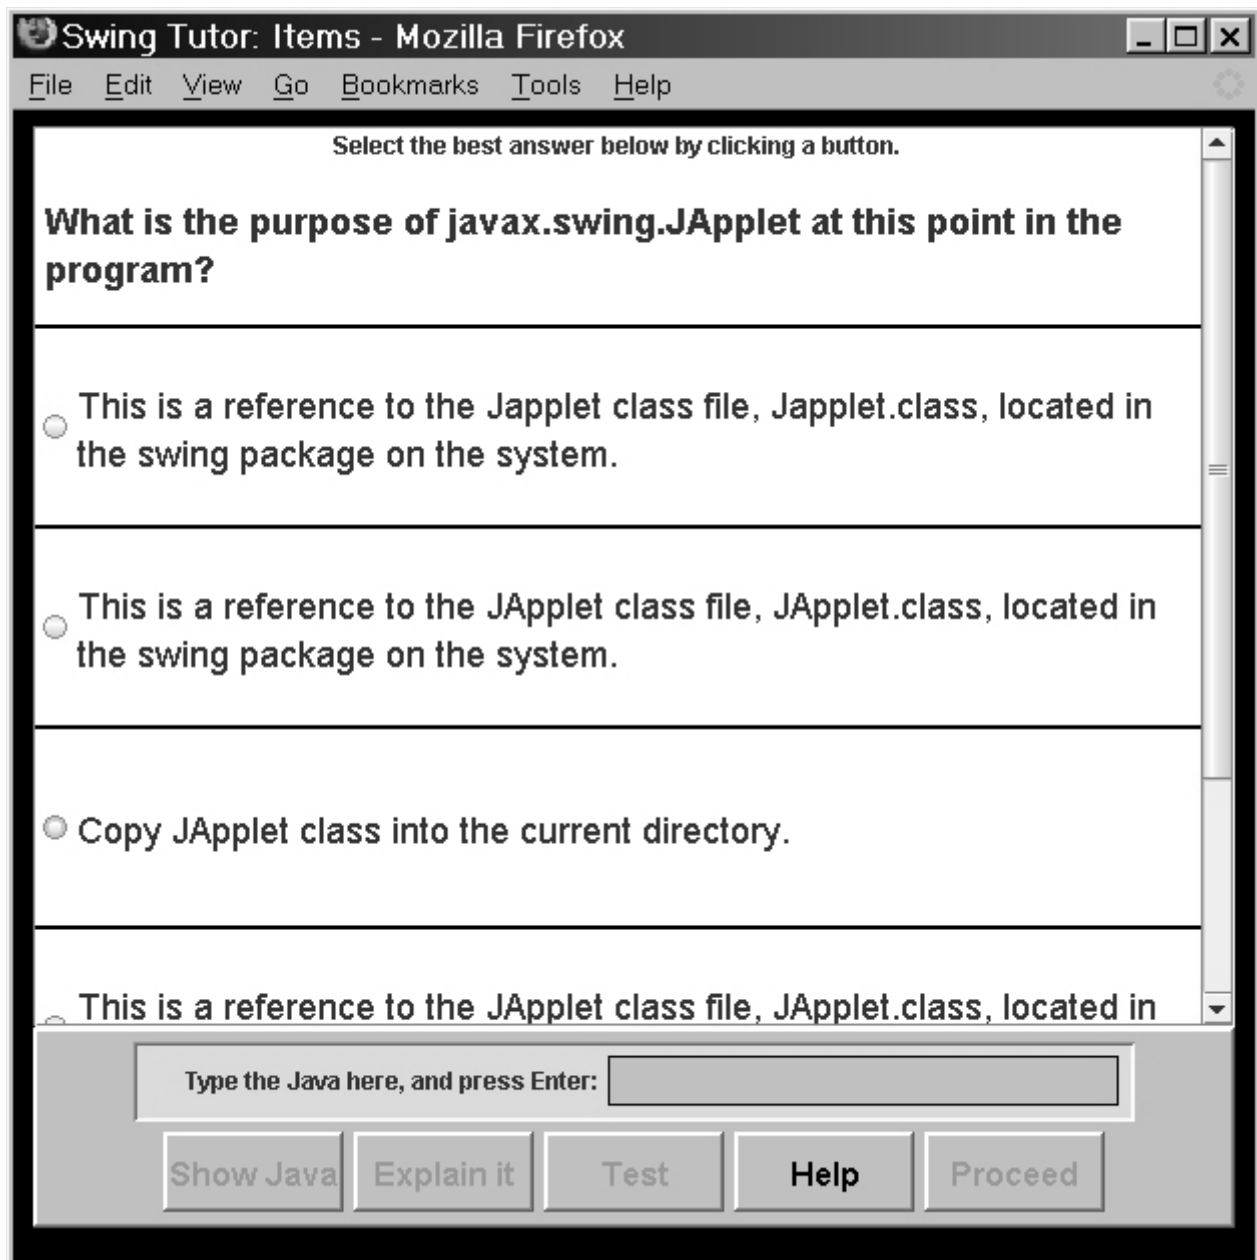 Swing Tutor: Items - Mozilla Firefox
File Edit View Go Bookmarks Tools Help
Select the best answer below by clicking a button.
What is the purpose of javax.swing.JApplet at this point in the
program?
This is a reference to the Japplet class file, Japplet.class, located in
the swing package on the system.
This is a reference to the JApplet class file, JApplet.class, located in
the swing package on the system.
Copy JApplet class into the current directory.
This is a reference to the JApplet class file, JApplet.class, located in
Type the Java here, and press Enter:
Show Java Explain it Test Help Proceed